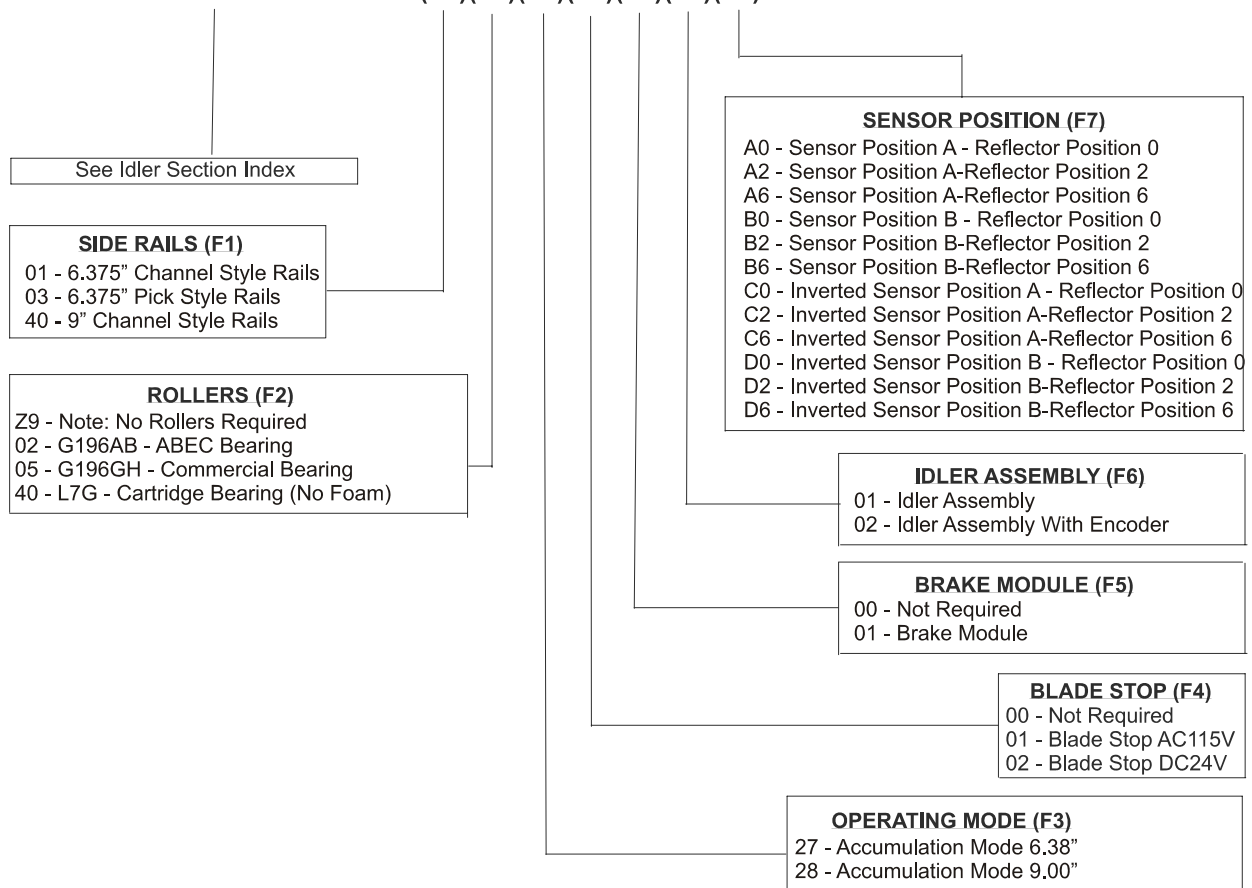 See Idler Section Index
SIDE RAILS (F1)
01 - 6.375” Channel Style Rails
03 - 6.375” Pick Style Rails
40 - 9” Channel Style Rails
ROLLERS (F2)
Z9 - Note: No Rollers Required
02 - G196AB - ABEC Bearing
05 - G196GH - Commercial Bearing
40 - L7G - Cartridge Bearing (No Foam)
SENSOR POSITION (F7)
A0 - Sensor Position A - Reflector Position 0
A2 - Sensor Position A-Reflector Position 2
A6 - Sensor Position A-Reflector Position 6
B0 - Sensor Position B - Reflector Position 0
B2 - Sensor Position B-Reflector Position 2
B6 - Sensor Position B-Reflector Position 6
C0 - Inverted Sensor Position A - Reflector Position 0
C2 - Inverted Sensor Position A-Reflector Position 2
C6 - Inverted Sensor Position A-Reflector Position 6
D0 - Inverted Sensor Position B - Reflector Position 0
D2 - Inverted Sensor Position B-Reflector Position 2
D6 - Inverted Sensor Position B-Reflector Position 6
IDLER ASSEMBLY (F6)
01 - Idler Assembly
02 - Idler Assembly With Encoder
BRAKE MODULE (F5)
00 - Not Required
01 - Brake Module
BLADE STOP (F4)
00 - Not Required
01 - Blade Stop AC115V
02 - Blade Stop DC24V
OPERATING MODE (F3)
27 - Accumulation Mode 6.38”
28 - Accumulation Mode 9.00”